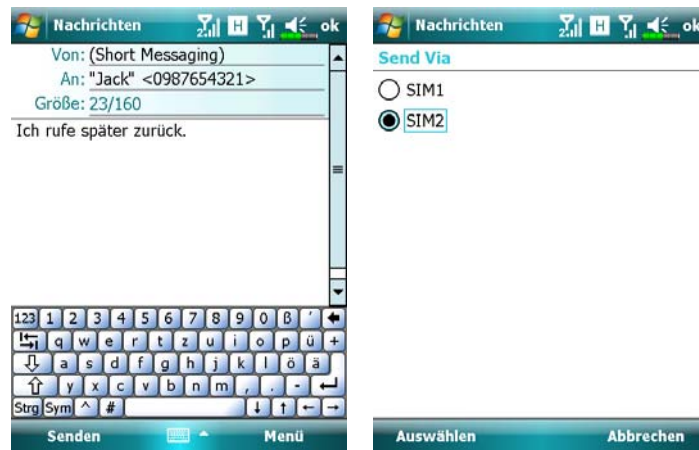 Nachrichten
ok
Von: (Short Messaging)
An: "Jack" <0987654321>
Größe: 23/160
Ich rufe später zurück.
123 1 2 3 4 5 6 7 8 9 0 ß ´
q w e r t z u i o p ü +
a s d f g h j k l ö ä
y x c v b n m , . -
Strg Sym ^ #
Senden Menü
Nachrichten
H
ok
Send Via
SIM1
SIM2
Auswählen Abbrechen